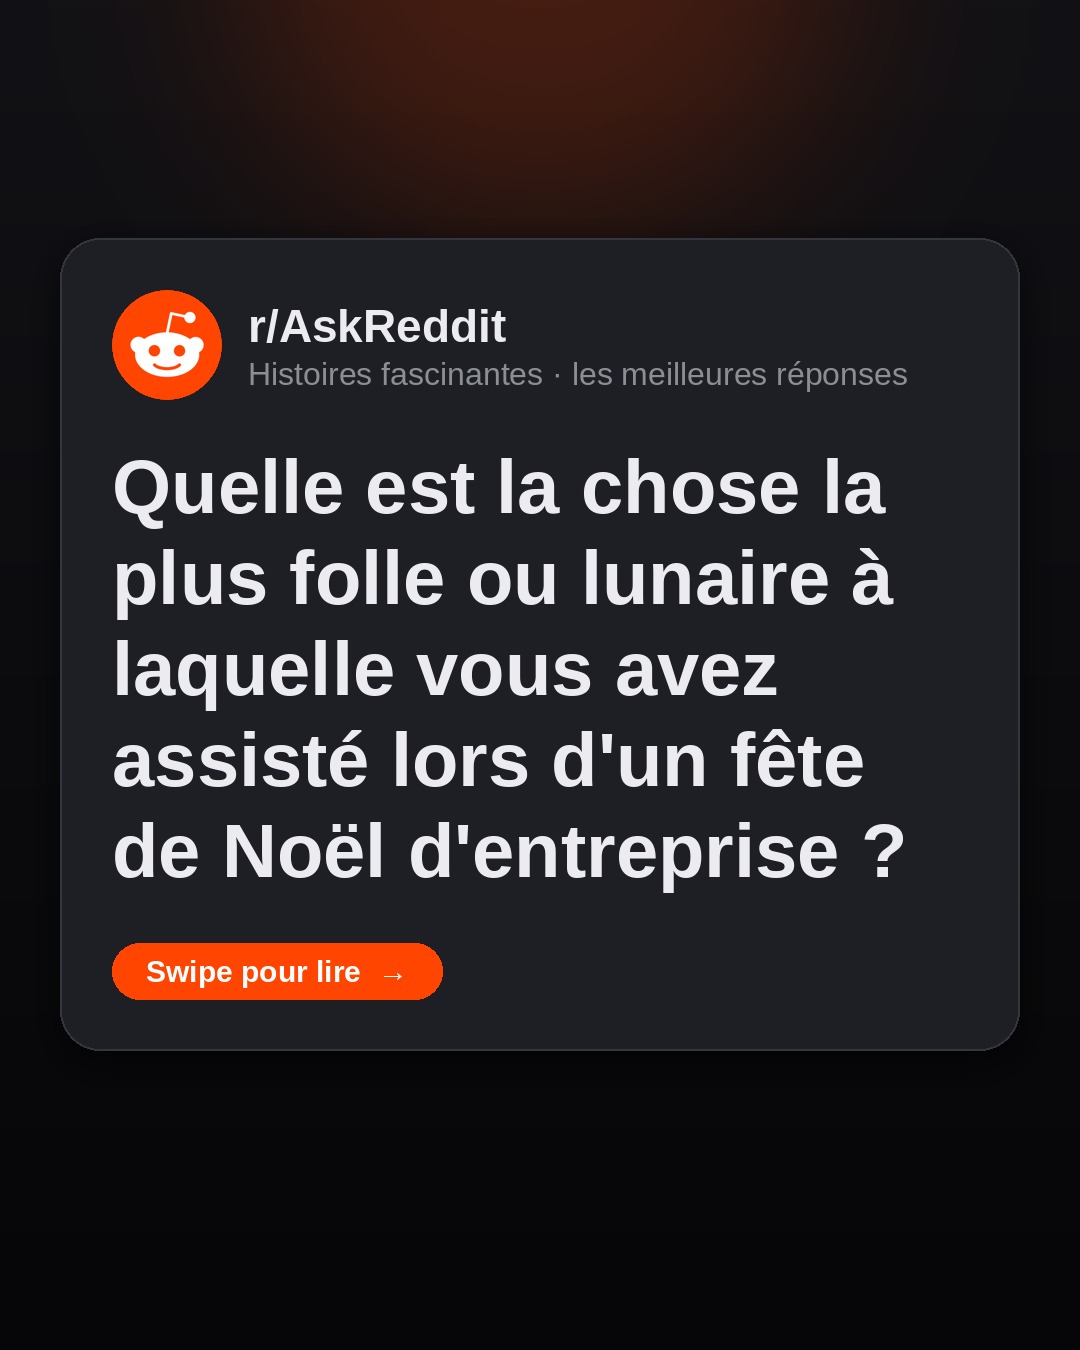 r/AskReddit
Histoires fascinantes · les meilleures réponses
Quelle est la chose la
plus folle ou lunaire à
laquelle vous avez
assisté lors d'un fête
de Noël d'entreprise ?
Swipe pour lire →